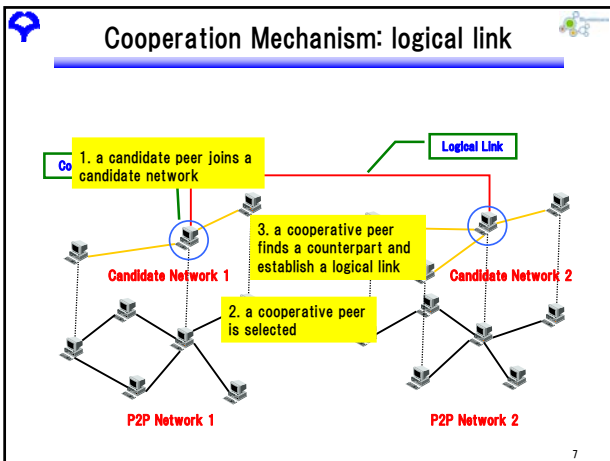 Cooperation Mechanism: logical link
1. a candidate peer joins a
candidate network
Co
Logical Link
3. a cooperative peer
finds a counterpart and
establish a logical link
Candidate Network 1
Candidate Network 2
2. a cooperative peer
is selected
P2P Network 1
P2P Network 2
7